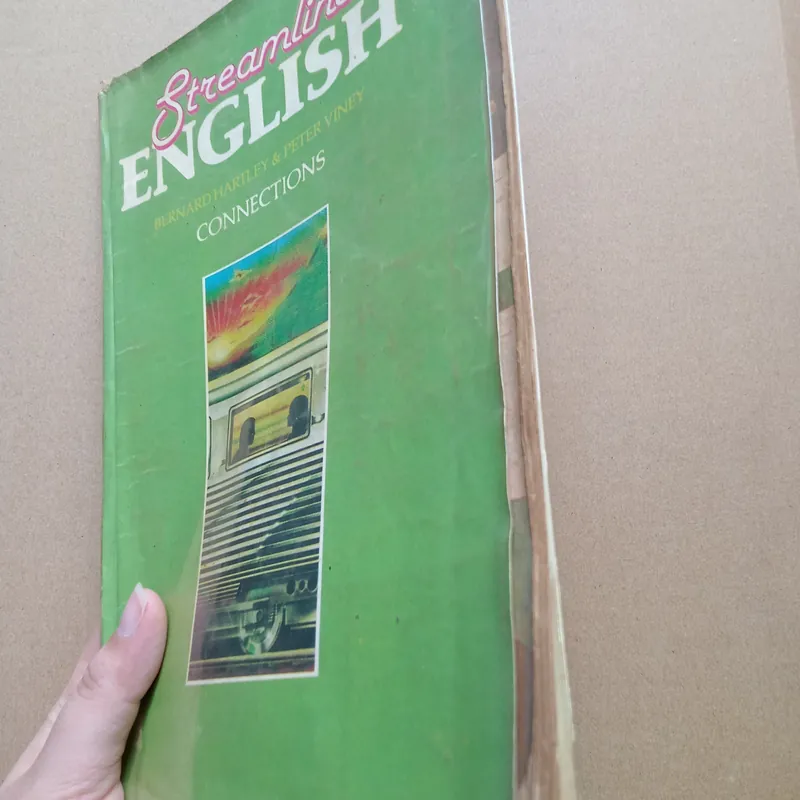 Streamline
ENGLISH
BERNARD HARTLEY & PETER VINEY
CONNECTIONS